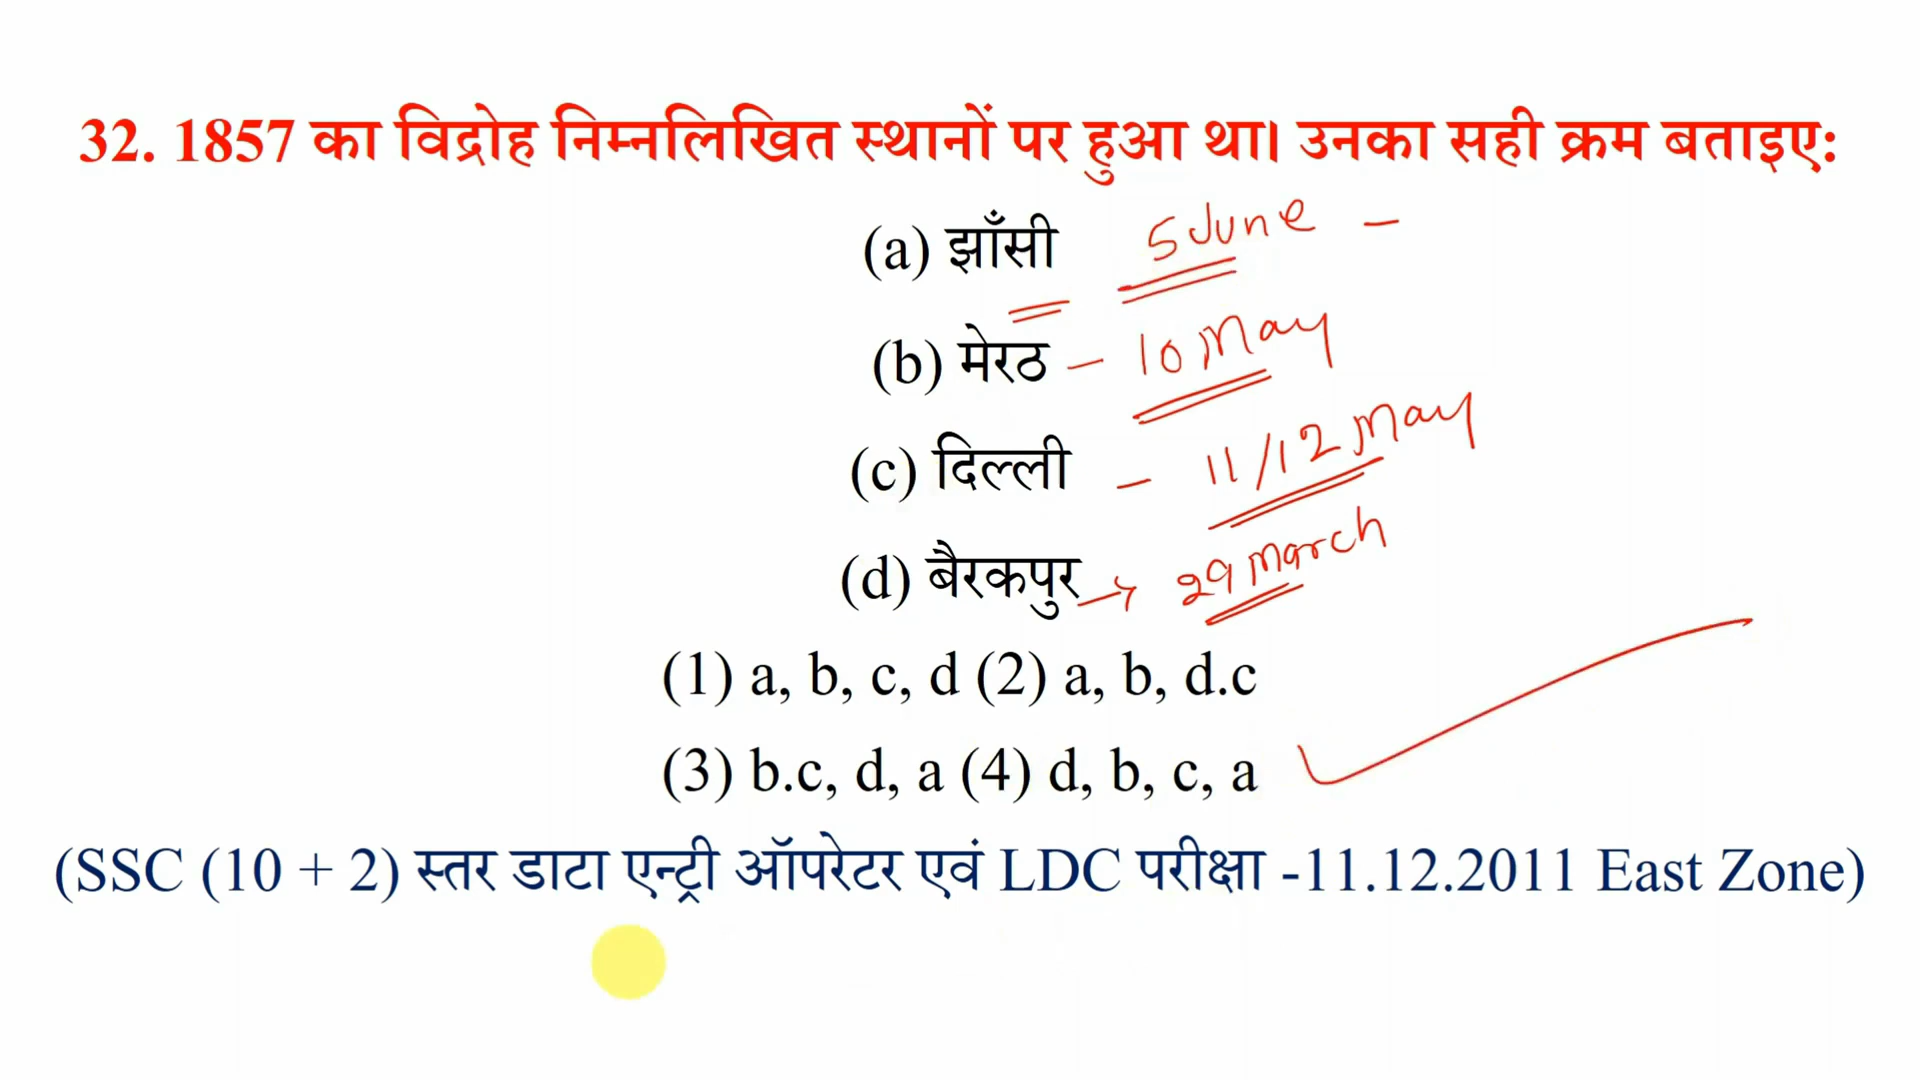 32. 1857 का विद्रोह निम्नलिखित स्थानों पर हुआ था। उनका सही क्रम बताइए:
(a) झाँसी 5 June -
(b) मेरठ - 10 May
(c) दिल्ली - 11/12 May
(d) बैरकपुर → 29 March
(1) a, b, c, d (2) a, b, d.c
(3) b.c, d, a (4) d, b, c, a
(SSC (10 + 2) स्तर डाटा एन्ट्री ऑपरेटर एवं LDC परीक्षा -11.12.2011 East Zone)